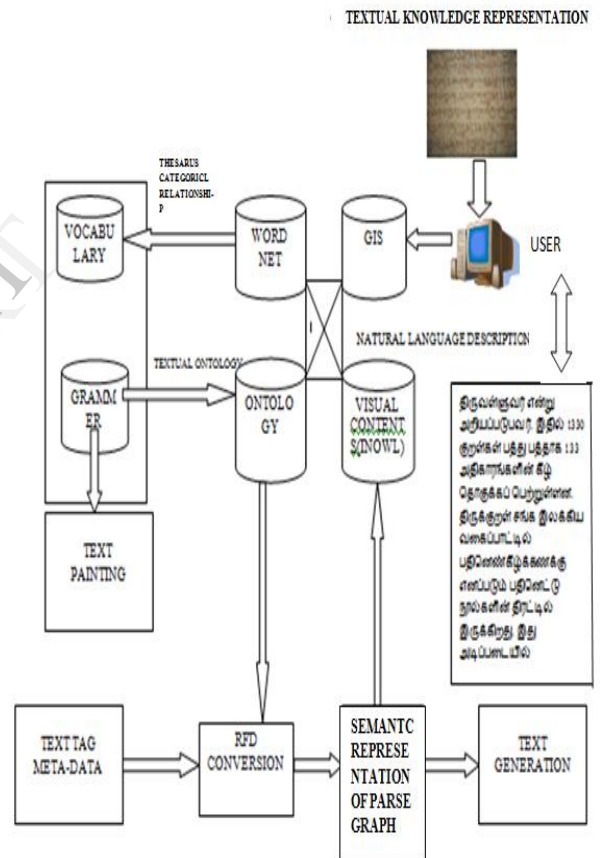 TEXTUAL KNOWLEDGE REPRESENTATION
THESARUS
CATEGORICL
RELATIONSHI-
P
VOCABU
LARY
WORD
NET
GIS
USER
I
NATURAL LANGUAGE DESCRIPTION
TEXTUAL ONTOLOGY
GRAMM
ER
ONTOLO
GY
VISUAL
CONTENT
S(INOWL)
திருவள்ளுவர் என்று
அறியப்படுபவர். இதில் 1330
குறள்கள் பத்து பத்தாக 133
அதிகாரங்களின் கீழ்
தொகுக்கப் பெற்றுள்ளன.
திருக்குறள் சங்க இலக்கிய
வகைப்பாட்டில்
பதினெண்கீழ்க்கணக்கு
எனப்படும் பதினெட்டு
நூல்களின் திரட்டில்
இருக்கிறது. இது
அடிப்படையில்
TEXT
PAINTING
TEXT TAG
META-DATA
RFD
CONVERSION
SEMANTC
REPRESE
NTATION
OF PARSE
GRAPH
TEXT
GENERATION